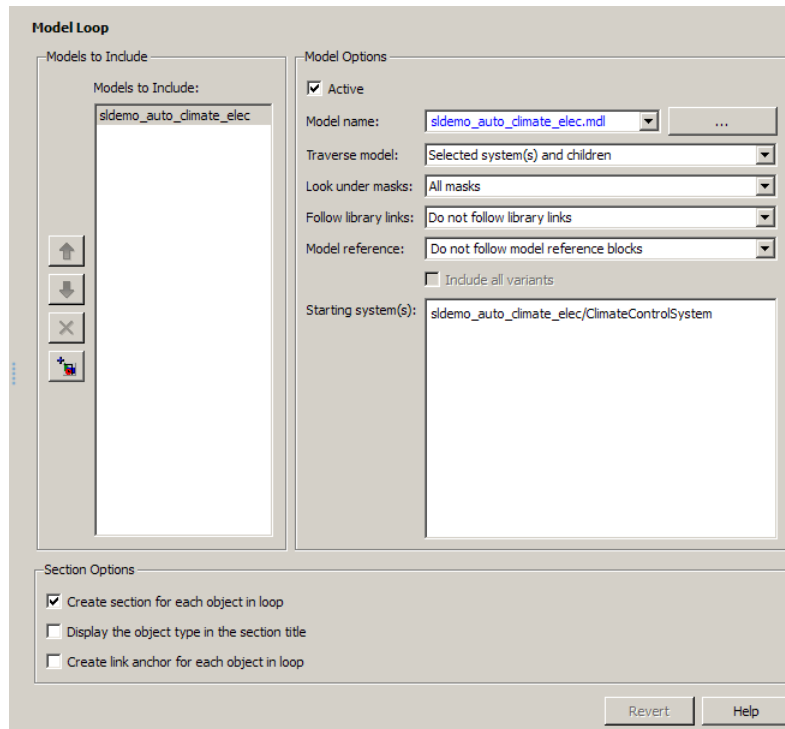 Model Loop
Models to Include
Models to Include:
sldemo_auto_climate_elec
Model Options
Active
Model name: sldemo_auto_climate_elec.mdl ...
Traverse model: Selected system(s) and children
Look under masks: All masks
Follow library links: Do not follow library links
Model reference: Do not follow model reference blocks
Include all variants
Starting system(s): sldemo_auto_climate_elec/ClimateControlSystem
Section Options
Create section for each object in loop
Display the object type in the section title
Create link anchor for each object in loop
Revert Help